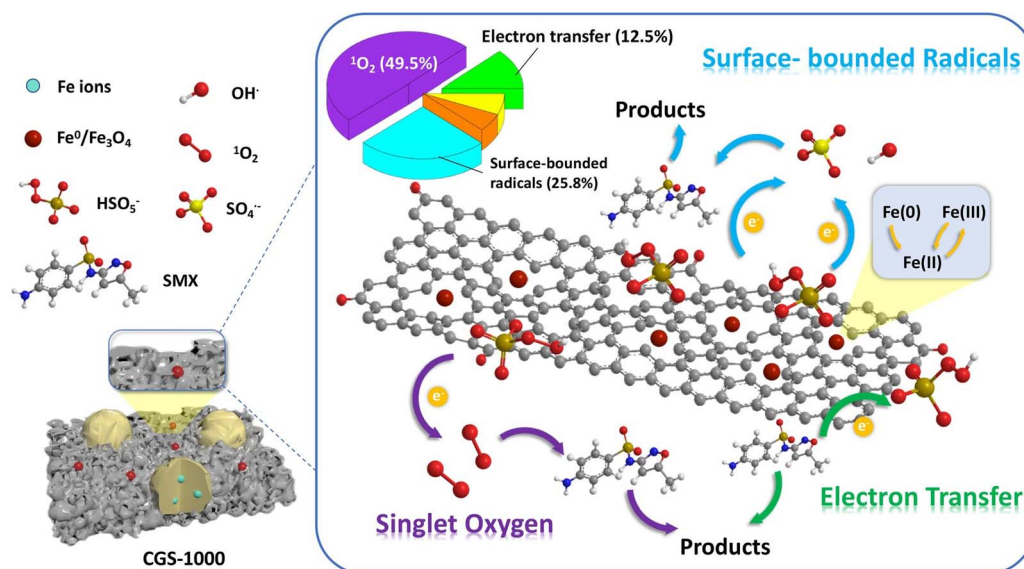 Fe ions
OH·
Fe⁰/Fe₃O₄
¹O₂
HSO₅⁻
SO₄·⁻
SMX
CGS-1000
¹O₂ (49.5%)
Electron transfer (12.5%)
Surface-bounded
radicals (25.8%)
Surface- bounded Radicals
Products
e⁻
e⁻
Fe(0)
Fe(III)
Fe(II)
e⁻
e⁻
Singlet Oxygen
Electron Transfer
Products